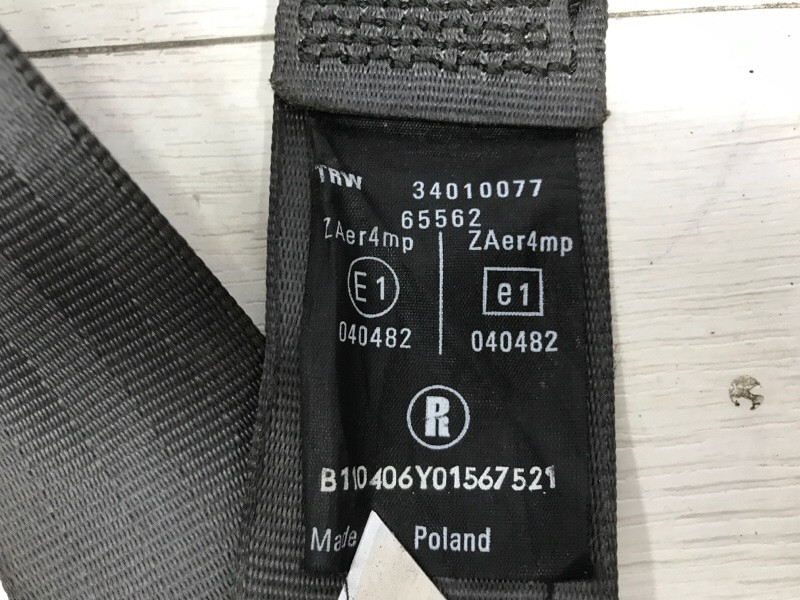 TRW 34010077
65562
ZAer4mp ZAer4mp
E1 e1
040482 040482
R
B110406Y01567521
Made Poland